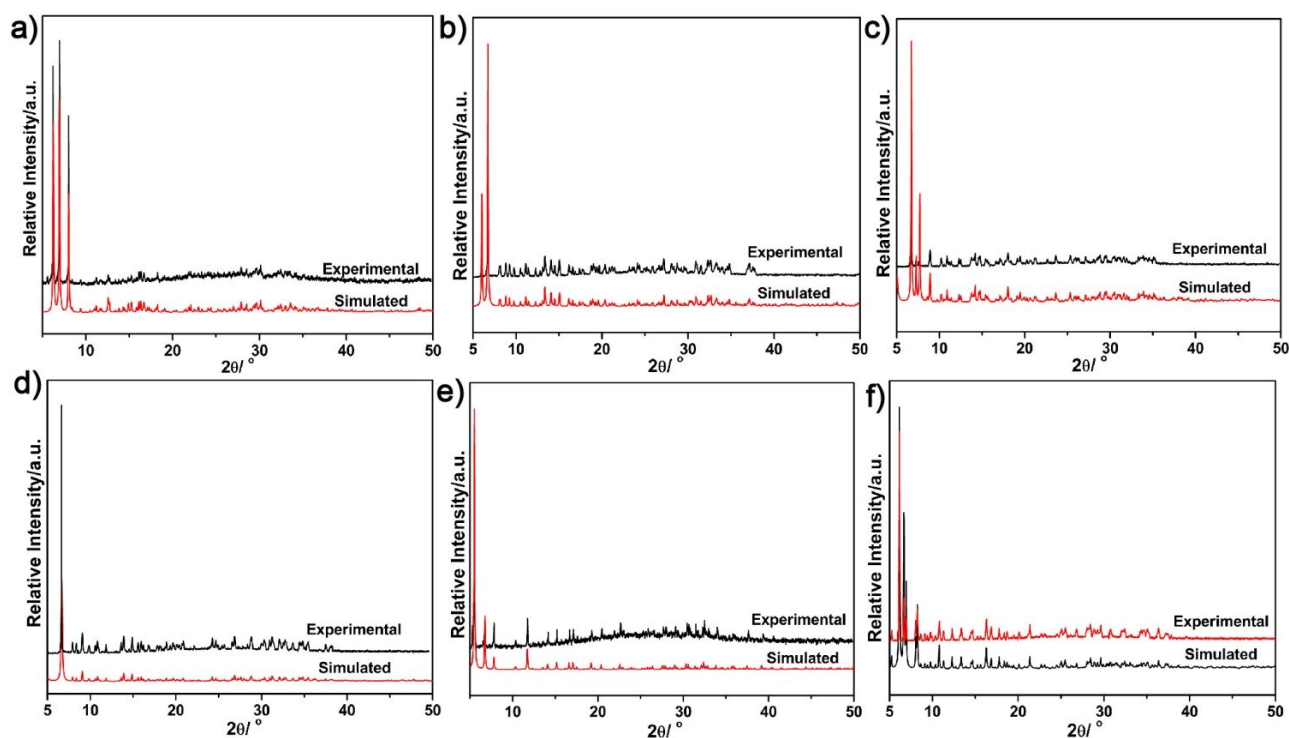 a)
Relative Intensity/a.u.
Experimental
Simulated
10 20 30 40 50
2θ/ °
b)
Relative Intensity/a.u.
Experimental
Simulated
5 10 20 30 40 50
2θ/ °
c)
Relative Intensity/a.u.
Experimental
Simulated
5 10 20 30 40 50
2θ/ °
d)
Relative Intensity/a.u.
Experimental
Simulated
5 10 20 30 40 50
2θ/ °
e)
Relative Intensity/a.u.
Experimental
Simulated
5 10 20 30 40 50
2θ/ °
f)
Relative Intensity/a.u.
Experimental
Simulated
5 10 20 30 40 50
2θ/ °